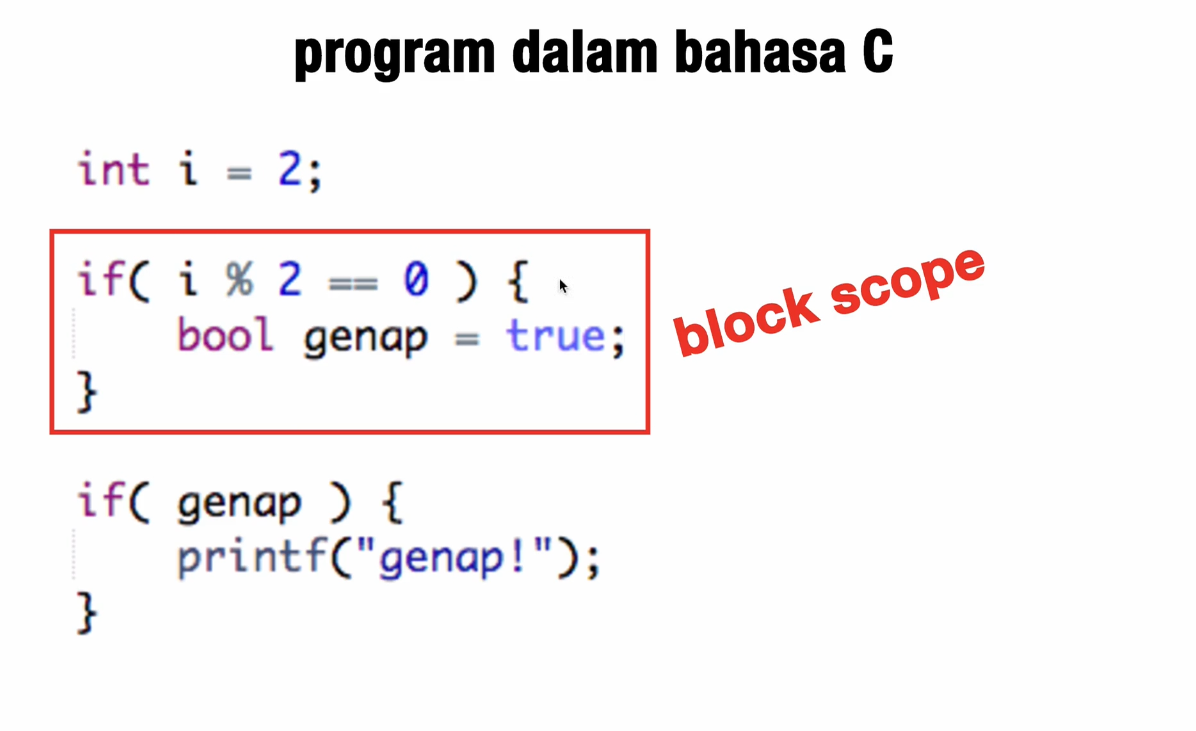 program dalam bahasa C
int i = 2;
if( i % 2 == 0 ) {
bool genap = true;
}
block scope
if( genap ) {
printf("genap!");
}